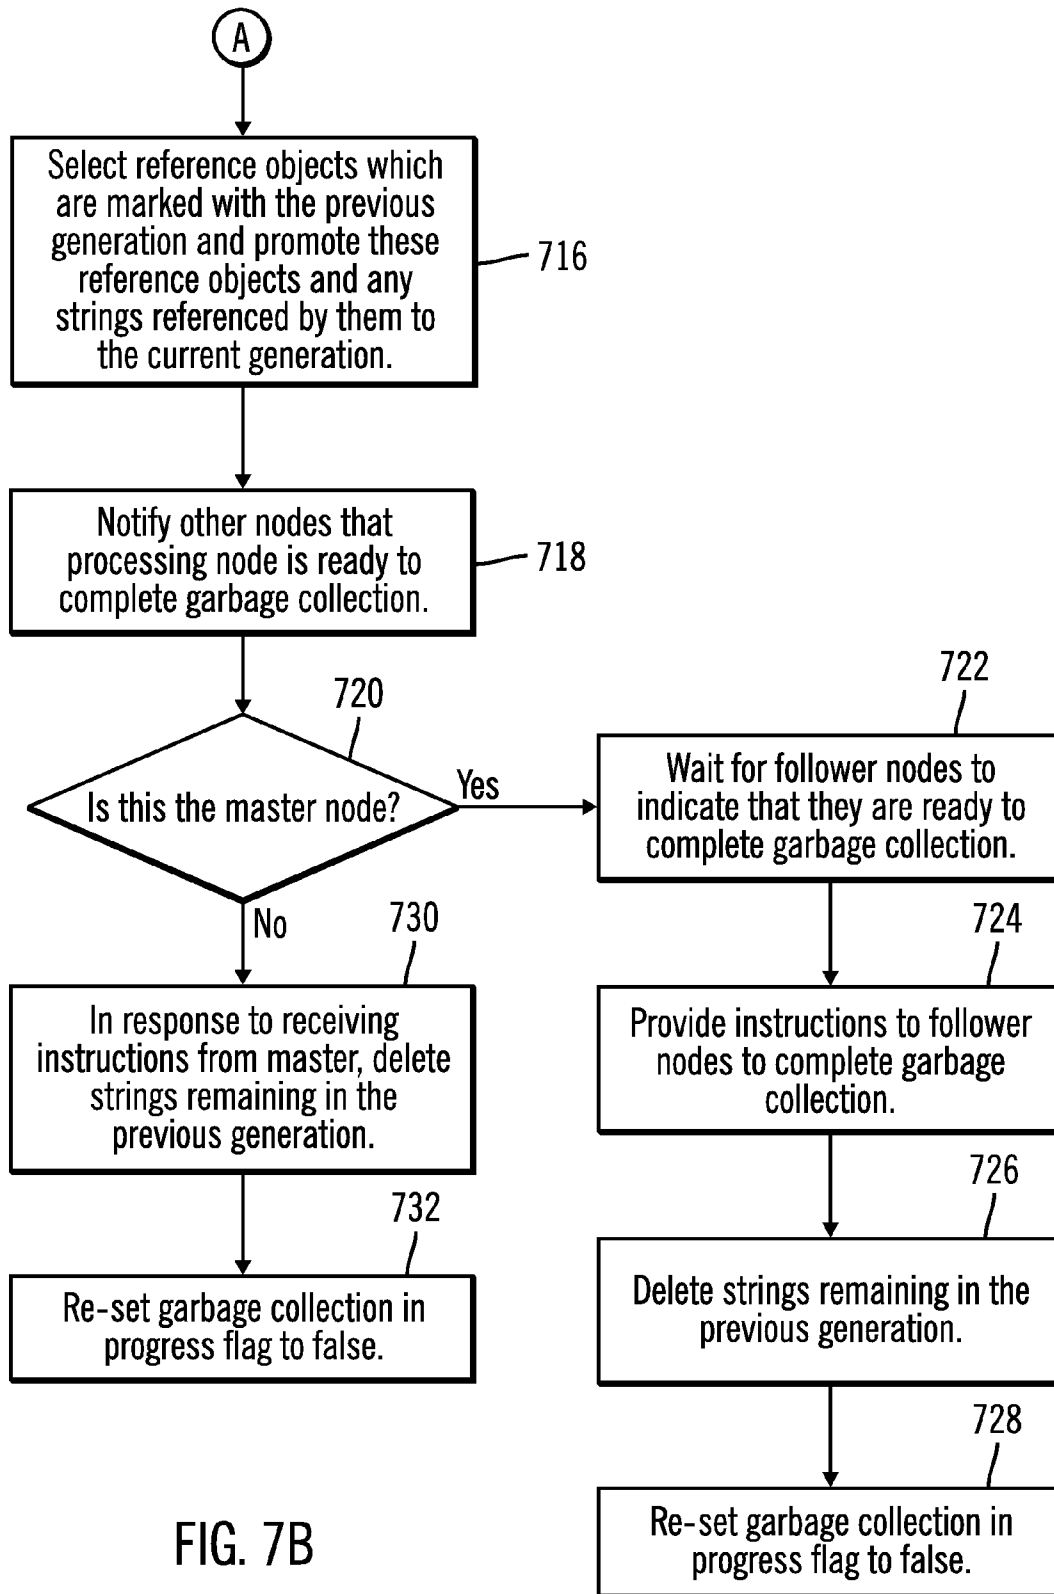 A
Select reference objects which
are marked with the previous
generation and promote these
reference objects and any
strings referenced by them to
the current generation.
716
Notify other nodes that
processing node is ready to
complete garbage collection.
718
720
Is this the master node?
Yes
No
722
Wait for follower nodes to
indicate that they are ready to
complete garbage collection.
724
Provide instructions to follower
nodes to complete garbage
collection.
726
Delete strings remaining in the
previous generation.
728
Re-set garbage collection in
progress flag to false.
730
In response to receiving
instructions from master, delete
strings remaining in the
previous generation.
732
Re-set garbage collection in
progress flag to false.
FIG. 7B